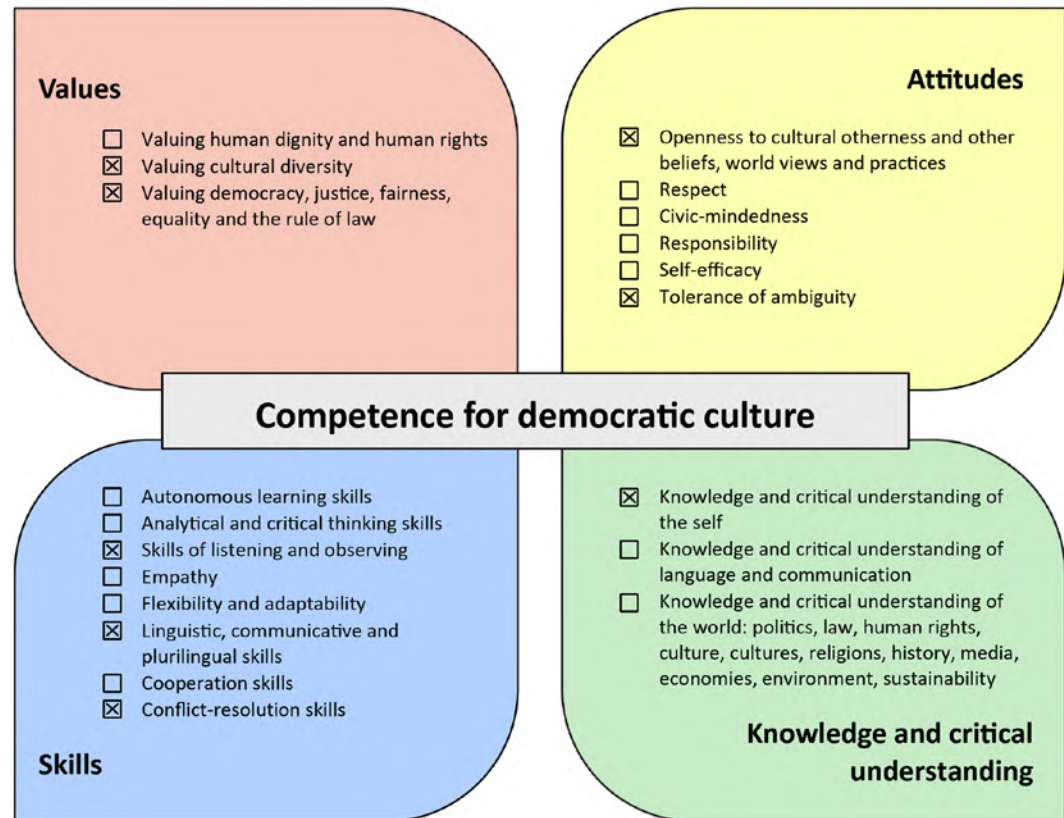 Values
☐ Valuing human dignity and human rights
☒ Valuing cultural diversity
☒ Valuing democracy, justice, fairness,
equality and the rule of law
Attitudes
☒ Openness to cultural otherness and other
beliefs, world views and practices
☐ Respect
☐ Civic-mindedness
☐ Responsibility
☐ Self-efficacy
☒ Tolerance of ambiguity
Competence for democratic culture
☐ Autonomous learning skills
☐ Analytical and critical thinking skills
☒ Skills of listening and observing
☐ Empathy
☐ Flexibility and adaptability
☒ Linguistic, communicative and
plurilingual skills
☐ Cooperation skills
☒ Conflict-resolution skills
Skills
☒ Knowledge and critical understanding of
the self
☐ Knowledge and critical understanding of
language and communication
☐ Knowledge and critical understanding of
the world: politics, law, human rights,
culture, cultures, religions, history, media,
economies, environment, sustainability
Knowledge and critical
understanding